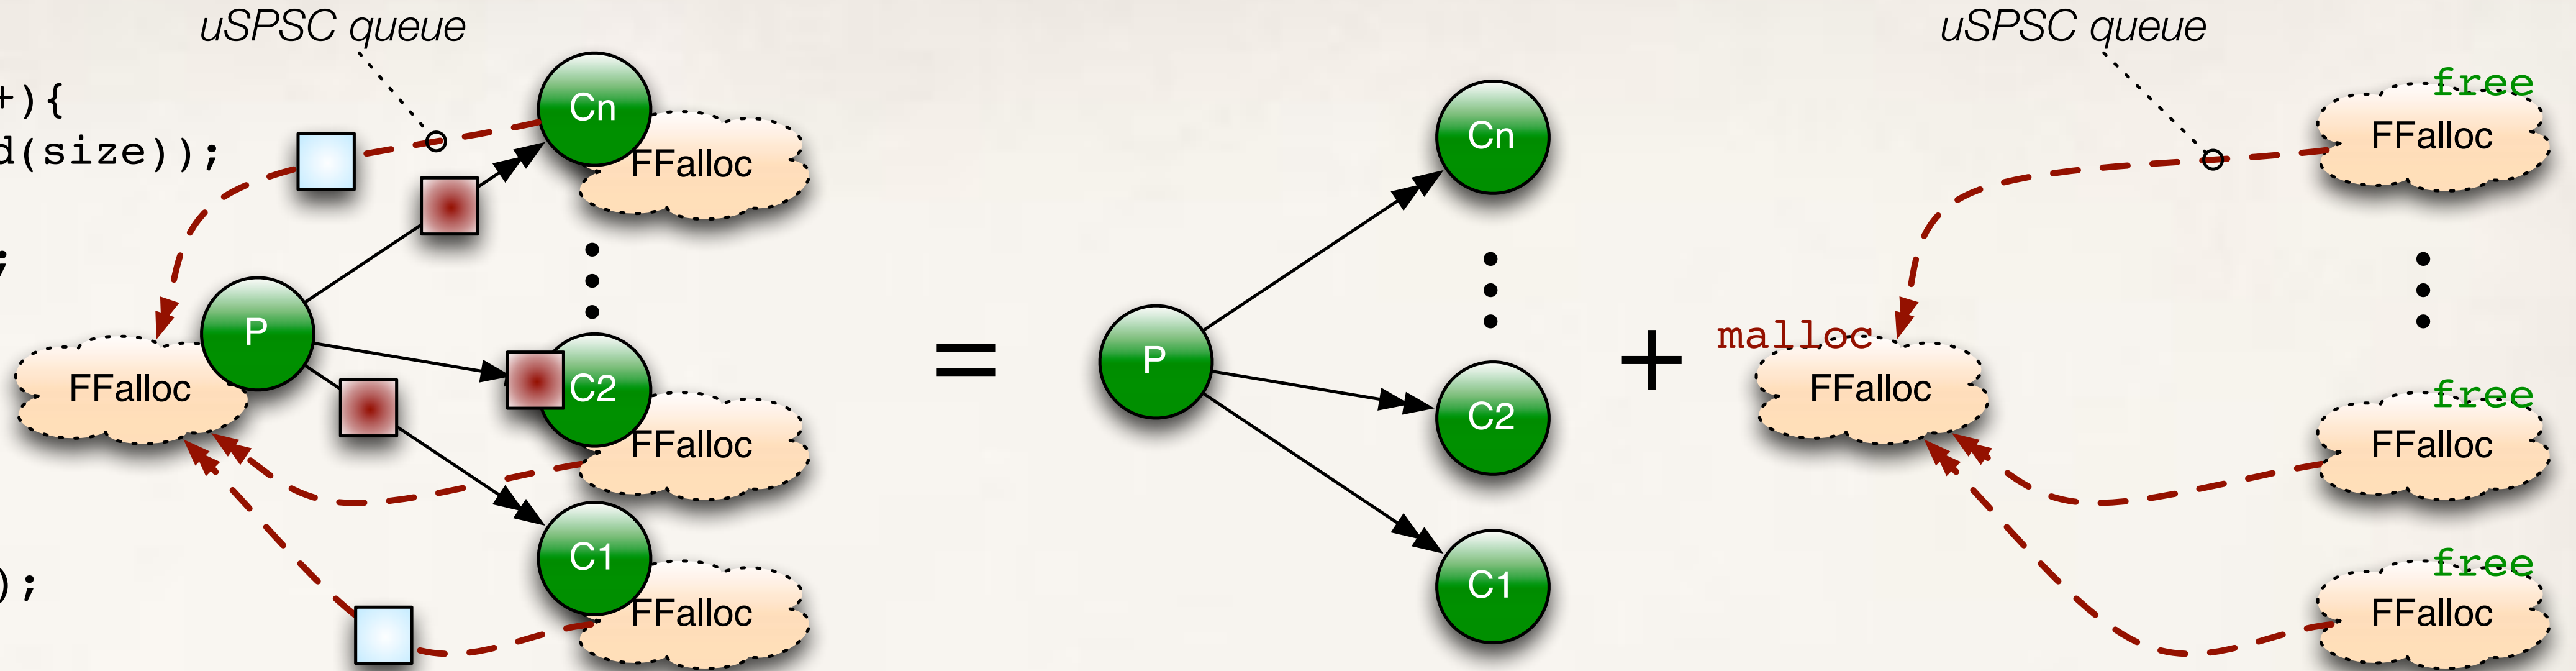 uSPSC queue
+){
d(size));
;
);
Cn
FFalloc
P
FFalloc
C2
FFalloc
C1
FFalloc
=
Cn
P
C2
C1
+
uSPSC queue
free
FFalloc
malloc
FFalloc
free
FFalloc
free
FFalloc